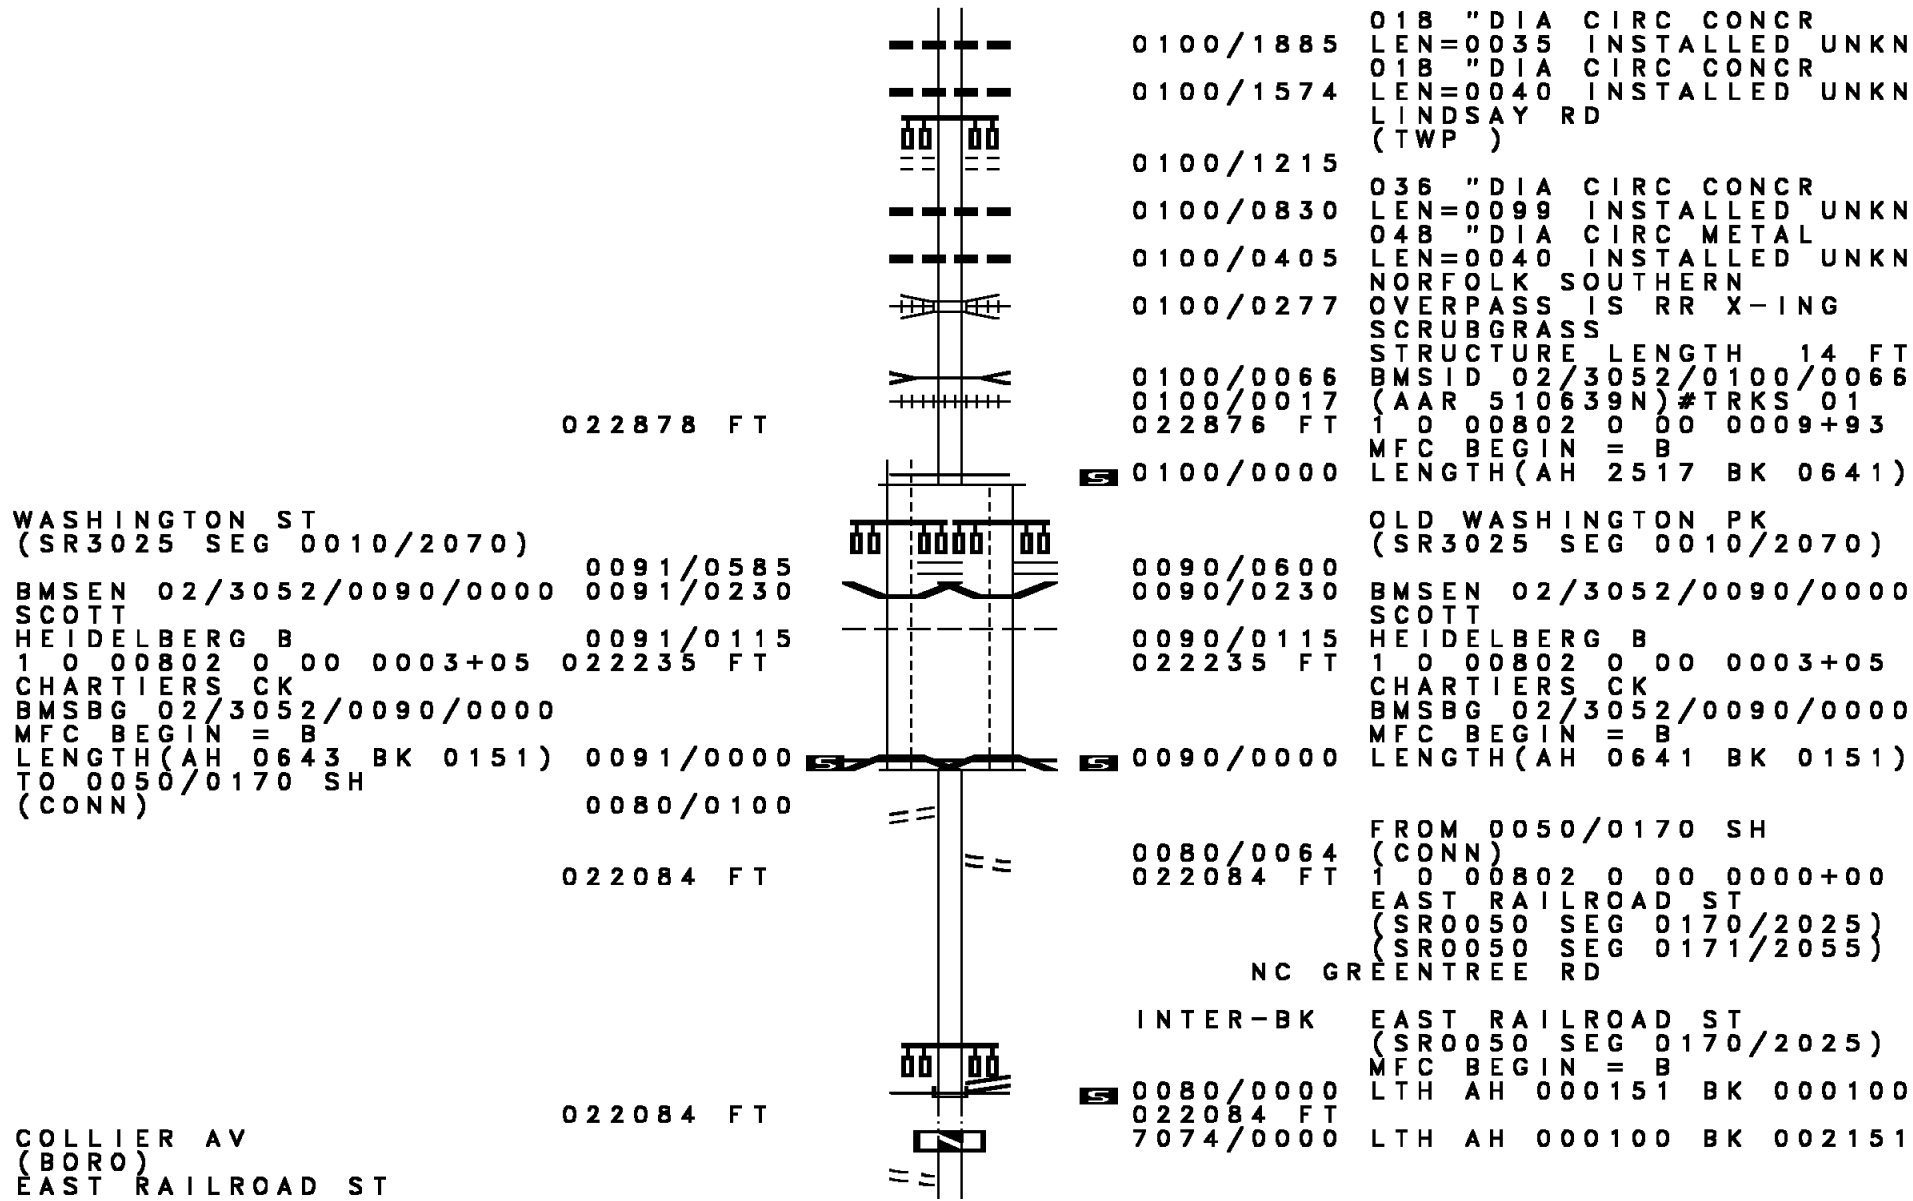 018 "DIA CIRC CONCR
0100/1885 LEN=0035 INSTALLED UNKN
018 "DIA CIRC CONCR
0100/1574 LEN=0040 INSTALLED UNKN
LINDSAY RD
(TWP )
0100/1215
036 "DIA CIRC CONCR
0100/0830 LEN=0099 INSTALLED UNKN
048 "DIA CIRC METAL
0100/0405 LEN=0040 INSTALLED UNKN
NORFOLK SOUTHERN
0100/0277 OVERPASS IS RR X-ING
SCRUBGRASS
STRUCTURE LENGTH 14 FT
0100/0066 BMSID 02/3052/0100/0066
0100/0017 (AAR 510639N)#TRKS 01
022878 FT 022876 FT 1 0 00802 0 00 0009+93
MFC BEGIN = B
S 0100/0000 LENGTH(AH 2517 BK 0641)
WASHINGTON ST OLD WASHINGTON PK
(SR3025 SEG 0010/2070) (SR3025 SEG 0010/2070)
0091/0585 0090/0600
BMSEN 02/3052/0090/0000 0091/0230 0090/0230 BMSEN 02/3052/0090/0000
SCOTT SCOTT
HEIDELBERG B 0091/0115 0090/0115 HEIDELBERG B
1 0 00802 0 00 0003+05 022235 FT 022235 FT 1 0 00802 0 00 0003+05
CHARTIERS CK CHARTIERS CK
BMSBG 02/3052/0090/0000 BMSBG 02/3052/0090/0000
MFC BEGIN = B MFC BEGIN = B
LENGTH(AH 0643 BK 0151) 0091/0000 S S 0090/0000 LENGTH(AH 0641 BK 0151)
TO 0050/0170 SH
(CONN) 0080/0100
FROM 0050/0170 SH
0080/0064 (CONN)
022084 FT 022084 FT 1 0 00802 0 00 0000+00
EAST RAILROAD ST
(SR0050 SEG 0170/2025)
(SR0050 SEG 0171/2055)
NC GREENTREE RD
INTER-BK EAST RAILROAD ST
(SR0050 SEG 0170/2025)
MFC BEGIN = B
S 0080/0000 LTH AH 000151 BK 000100
022084 FT 022084 FT
COLLIER AV 7074/0000 LTH AH 000100 BK 002151
(BORO)
EAST RAILROAD ST